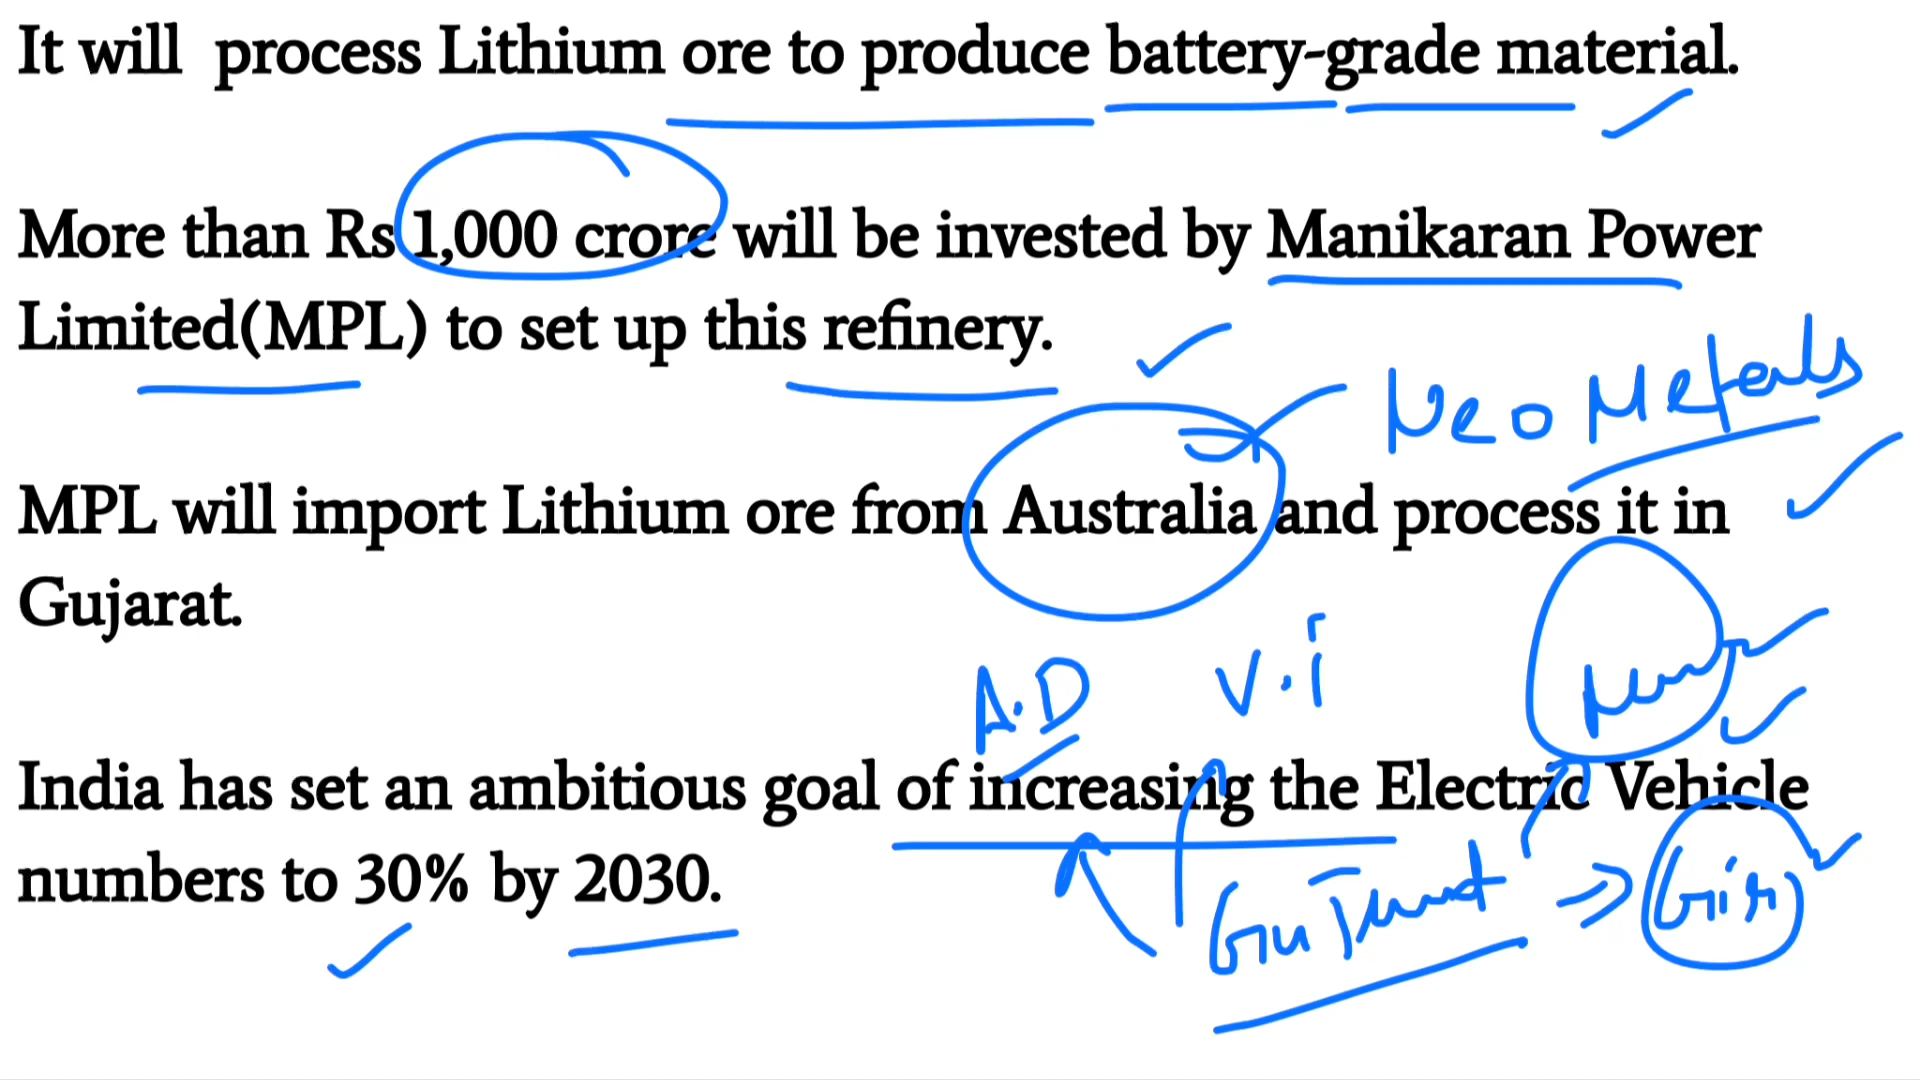 It will process Lithium ore to produce battery-grade material.
More than Rs 1,000 crore will be invested by Manikaran Power
Limited(MPL) to set up this refinery.
Neo Metals
MPL will import Lithium ore from Australia and process it in
Gujarat.
A.D V.i
India has set an ambitious goal of increasing the Electric Vehicle
numbers to 30% by 2030.